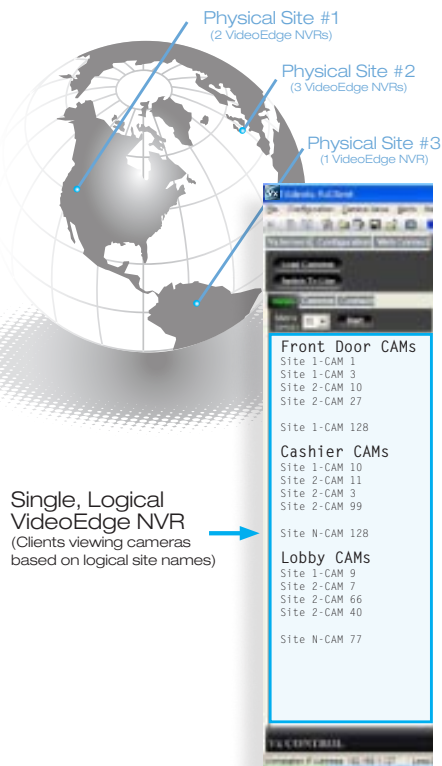 Physical Site #1
(2 VideoEdge NVRs)
Physical Site #2
(3 VideoEdge NVRs)
Physical Site #3
(1 VideoEdge NVR)
Load Cameras
Front Door CAMs
Site 1-CAM 1
Site 1-CAM 3
Site 2-CAM 10
Site 2-CAM 27
Site 1-CAM 128
Cashier CAMs
Site 1-CAM 10
Site 2-CAM 11
Site 2-CAM 3
Site 2-CAM 99
Site N-CAM 128
Lobby CAMs
Site 1-CAM 9
Site 2-CAM 7
Site 2-CAM 66
Site 2-CAM 40
Site N-CAM 77
Single, Logical
VideoEdge NVR
(Clients viewing cameras
based on logical site names)
CONTROL